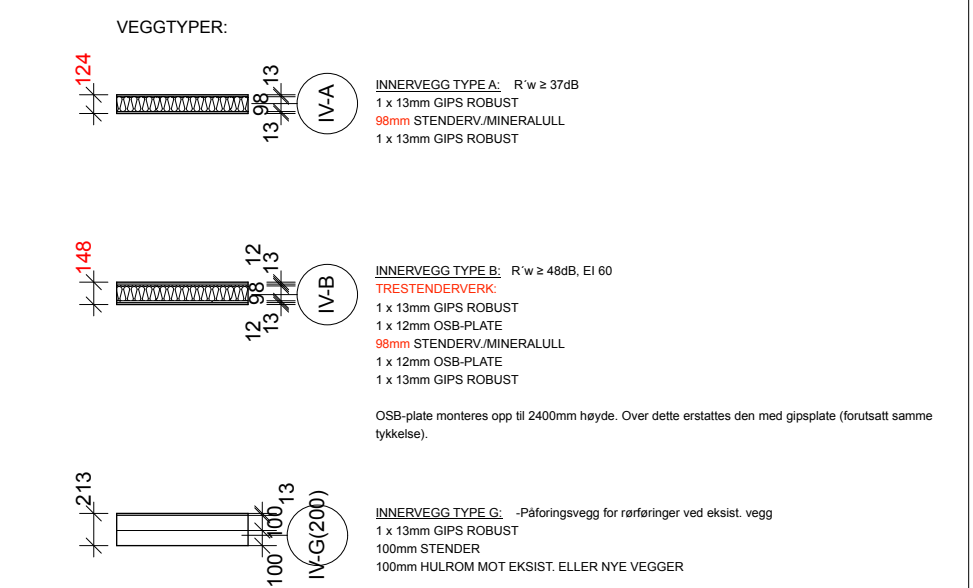 VEGGTYPER:
124
13
98
13
IV-A
INNERVEGG TYPE A: R´w ≥ 37dB
1 x 13mm GIPS ROBUST
98mm STENDERV./MINERALULL
1 x 13mm GIPS ROBUST
148
12
13
98
12
13
IV-B
INNERVEGG TYPE B: R´w ≥ 48dB, EI 60
TRESTENDERVERK:
1 x 13mm GIPS ROBUST
1 x 12mm OSB-PLATE
98mm STENDERV./MINERALULL
1 x 12mm OSB-PLATE
1 x 13mm GIPS ROBUST
OSB-plate monteres opp til 2400mm høyde. Over dette erstattes den med gipsplate (forutsatt samme
tykkelse).
213
13
100
100
IV-G(200)
INNERVEGG TYPE G: -Påforingsvegg for rørføringer ved eksist. vegg
1 x 13mm GIPS ROBUST
100mm STENDER
100mm HULROM MOT EKSIST. ELLER NYE VEGGER